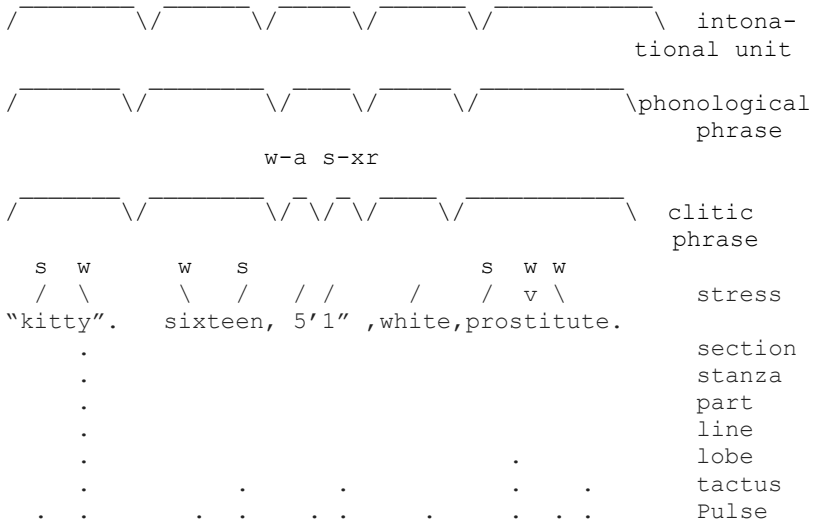 intona-
tional unit
phonological
phrase
w-a s-xr
clitic
phrase
s w w s s w w
/ \ \ / / / / / v \ stress
“kitty”. sixteen, 5’1” ,white,prostitute.
. section
. stanza
. part
. line
. . lobe
. . . . . tactus
. . . . . . . . . . Pulse